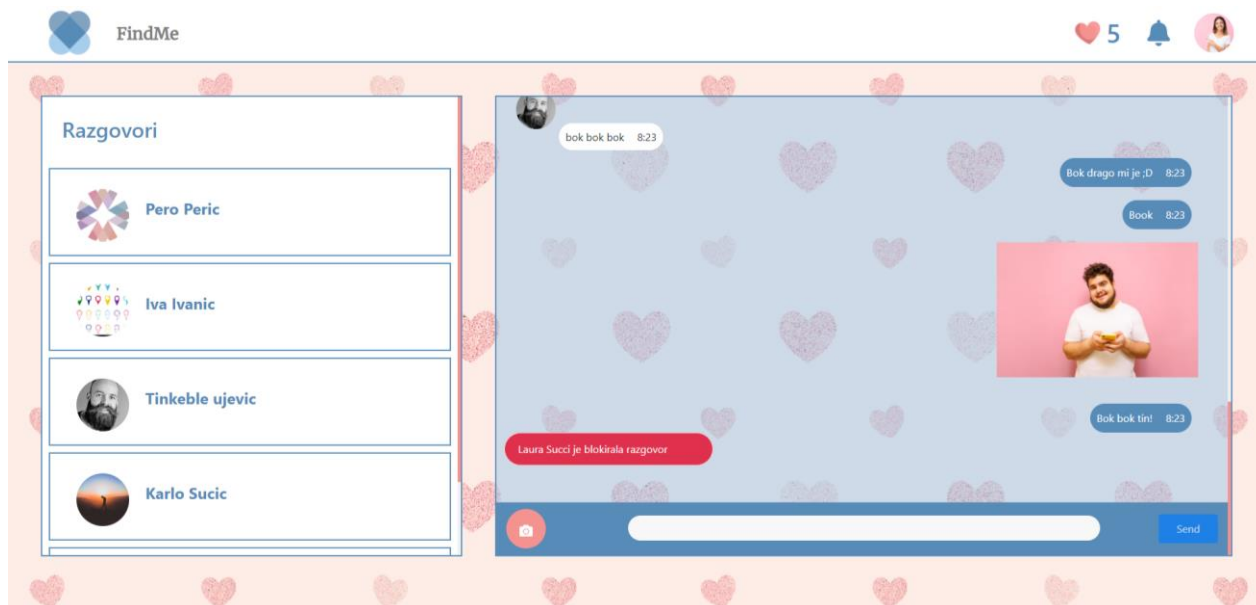 FindMe
5
Razgovori
Pero Peric
Iva Ivanic
Tinkeble ujevic
Karlo Sucic
bok bok bok 8:23
Bok drago mi je ;D 8:23
Book 8:23
Bok bok tin! 8:23
Laura Succi je blokirala razgovor
Send